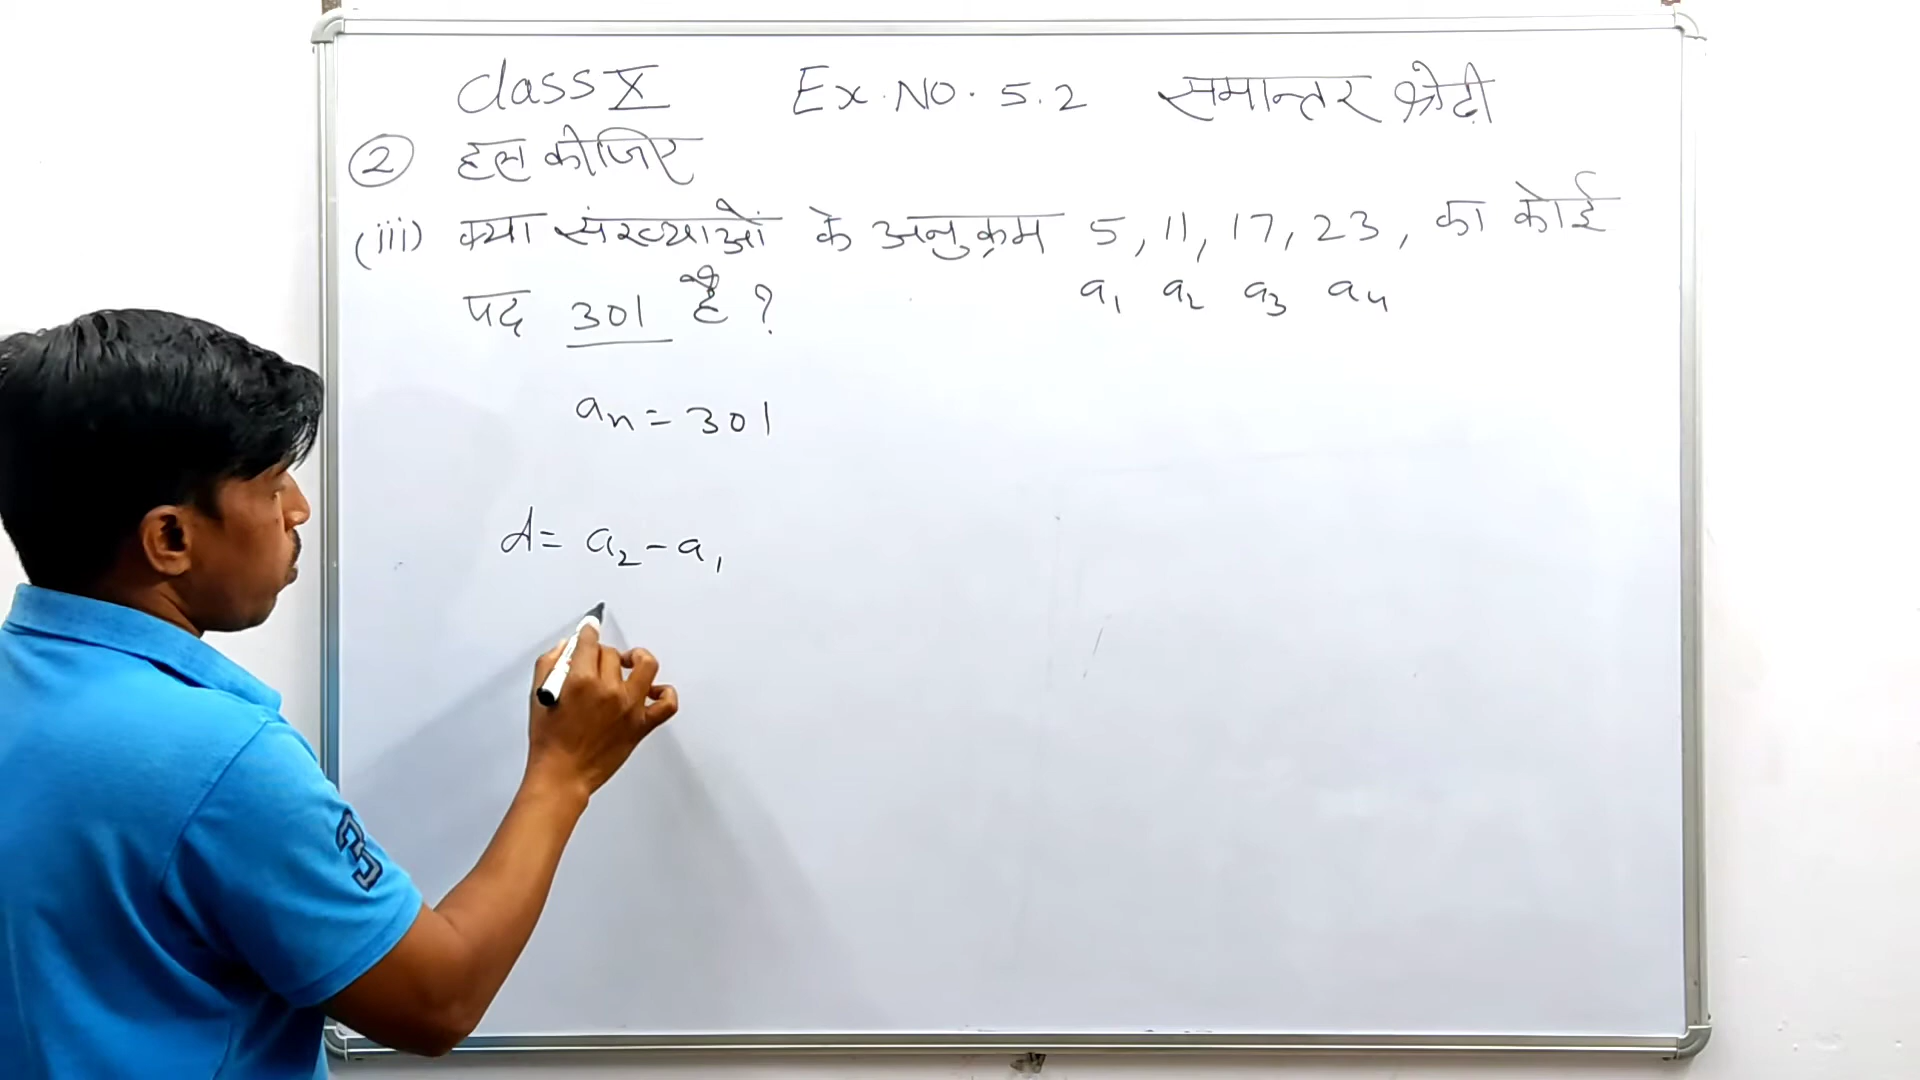 Class X Ex.NO. 5.2 समान्तर श्रेढ़ी
2 हल कीजिए
(iii) क्या संख्याओं के अनुक्रम 5, 11, 17, 23, का कोई
a1 a2 a3 a4
पद 301 है ?
an = 301
d = a2 - a1
3